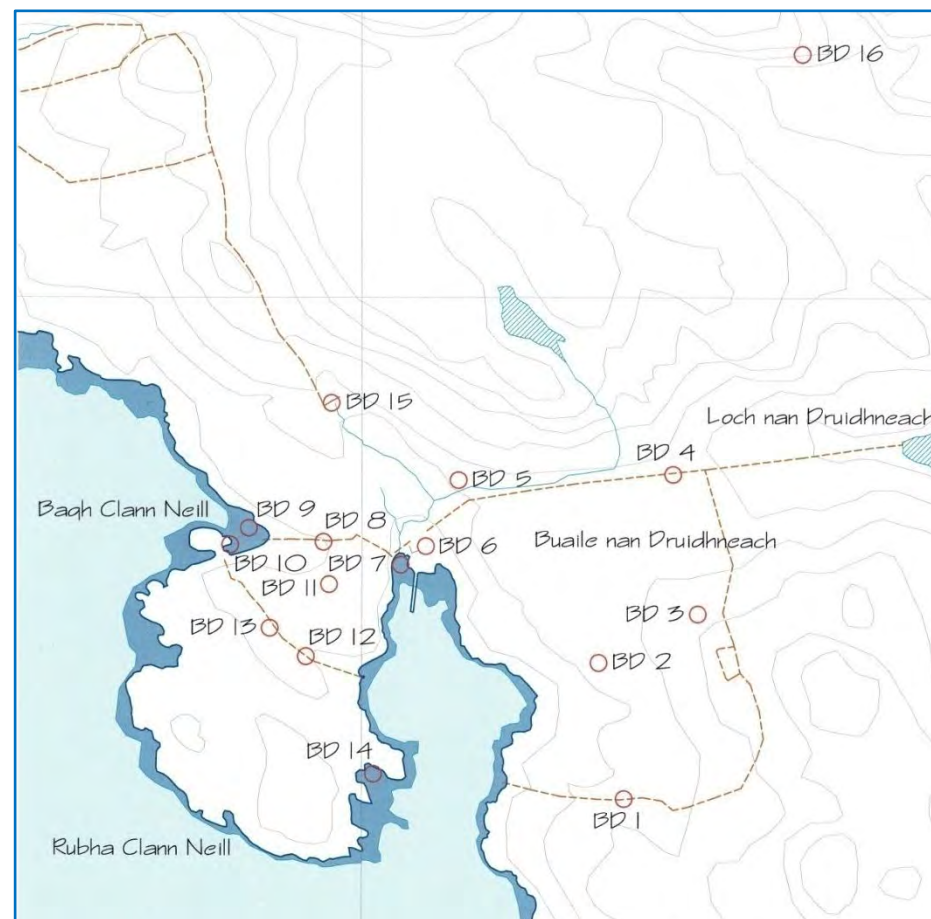 BD 16
BD 15
Loch nan Druidhneach
BD 4
BD 5
Bagh Clann Neill
BD 9
BD 8
Buaile nan Druidhneach
BD 6
BD 10
BD 7
BD 11
BD 3
BD 13
BD 12
BD 2
BD 14
BD 1
Rubha Clann Neill